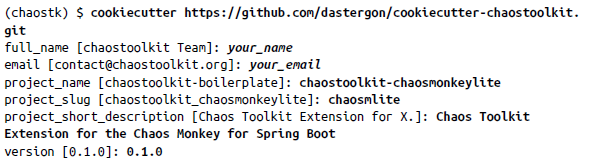 (chaostk) $ cookiecutter https://github.com/dastergon/cookiecutter-chaostoolkit.
git
full_name [chaostoolkit Team]: your_name
email [contact@chaostoolkit.org]: your_email
project_name [chaostoolkit-boilerplate]: chaostoolkit-chaosmonkeylite
project_slug [chaostoolkit_chaosmonkeylite]: chaosmlite
project_short_description [Chaos Toolkit Extension for X.]: Chaos Toolkit
Extension for the Chaos Monkey for Spring Boot
version [0.1.0]: 0.1.0